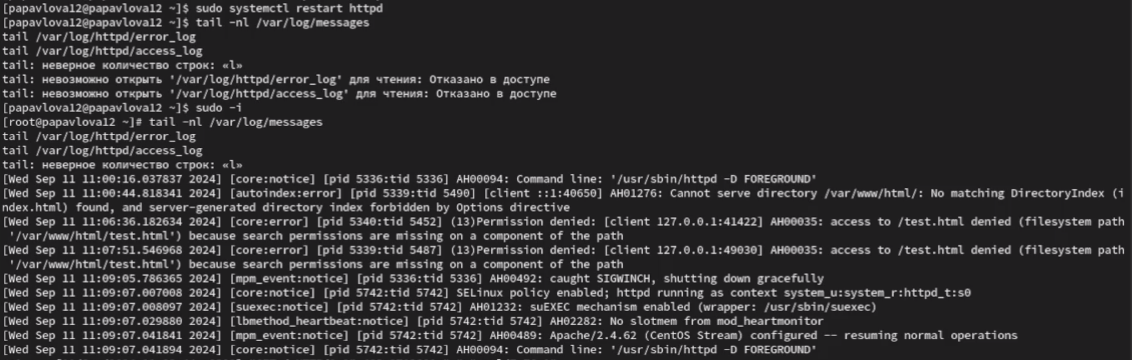 [papavlova12@papavlova12 ~]$ sudo systemctl restart httpd
[papavlova12@papavlova12 ~]$ tail -nl /var/log/messages
tail /var/log/httpd/error_log
tail /var/log/httpd/access_log
tail: неверное количество строк: «l»
tail: невозможно открыть '/var/log/httpd/error_log' для чтения: Отказано в доступе
tail: невозможно открыть '/var/log/httpd/access_log' для чтения: Отказано в доступе
[papavlova12@papavlova12 ~]$ sudo -i
[root@papavlova12 ~]# tail -nl /var/log/messages
tail /var/log/httpd/error_log
tail /var/log/httpd/access_log
tail: неверное количество строк: «l»
[Wed Sep 11 11:00:16.037837 2024] [core:notice] [pid 5336:tid 5336] AH00094: Command line: '/usr/sbin/httpd -D FOREGROUND'
[Wed Sep 11 11:00:44.818341 2024] [autoindex:error] [pid 5339:tid 5490] [client ::1:40650] AH01276: Cannot serve directory /var/www/html/: No matching DirectoryIndex (i
ndex.html) found, and server-generated directory index forbidden by Options directive
[Wed Sep 11 11:06:36.182634 2024] [core:error] [pid 5340:tid 5452] (13)Permission denied: [client 127.0.0.1:41422] AH00035: access to /test.html denied (filesystem path
 '/var/www/html/test.html') because search permissions are missing on a component of the path
[Wed Sep 11 11:07:51.546968 2024] [core:error] [pid 5339:tid 5487] (13)Permission denied: [client 127.0.0.1:49030] AH00035: access to /test.html denied (filesystem path
 '/var/www/html/test.html') because search permissions are missing on a component of the path
[Wed Sep 11 11:09:05.786365 2024] [mpm_event:notice] [pid 5336:tid 5336] AH00492: caught SIGWINCH, shutting down gracefully
[Wed Sep 11 11:09:07.007008 2024] [core:notice] [pid 5742:tid 5742] SELinux policy enabled; httpd running as context system_u:system_r:httpd_t:s0
[Wed Sep 11 11:09:07.008097 2024] [suexec:notice] [pid 5742:tid 5742] AH01232: suEXEC mechanism enabled (wrapper: /usr/sbin/suexec)
[Wed Sep 11 11:09:07.029880 2024] [lbmethod_heartbeat:notice] [pid 5742:tid 5742] AH02282: No slotmem from mod_heartmonitor
[Wed Sep 11 11:09:07.041841 2024] [mpm_event:notice] [pid 5742:tid 5742] AH00489: Apache/2.4.62 (CentOS Stream) configured -- resuming normal operations
[Wed Sep 11 11:09:07.041894 2024] [core:notice] [pid 5742:tid 5742] AH00094: Command line: '/usr/sbin/httpd -D FOREGROUND'